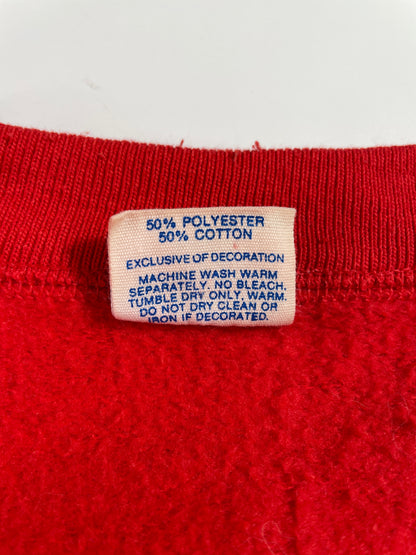 50% POLYESTER
50% COTTON
EXCLUSIVE OF DECORATION
MACHINE WASH WARM
SEPARATELY. NO BLEACH.
TUMBLE DRY ONLY, WARM.
DO NOT DRY CLEAN OR
IRON IF DECORATED.